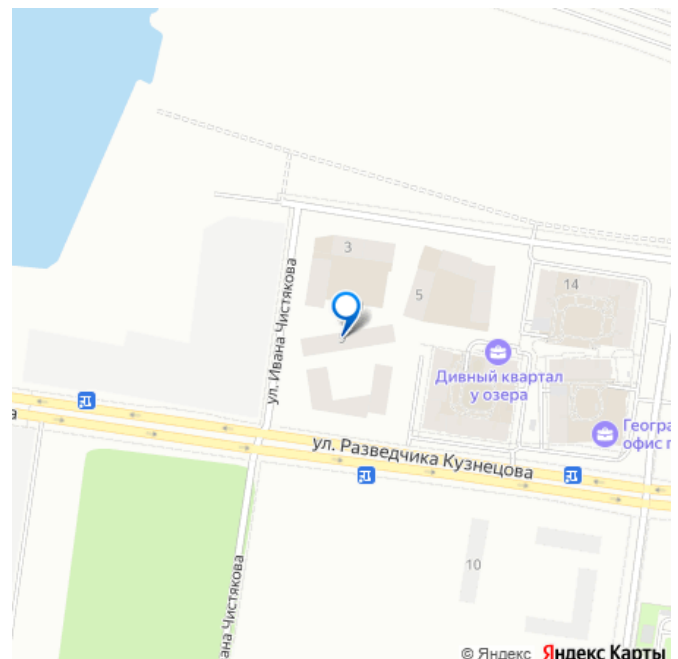 3
14
5
ул. Ивана Чистякова
Дивный квартал
у озера
Геогра
офис п
а
ул. Разведчика Кузнецова
10
ана Чистякова
© Яндекс Яндекс Карты